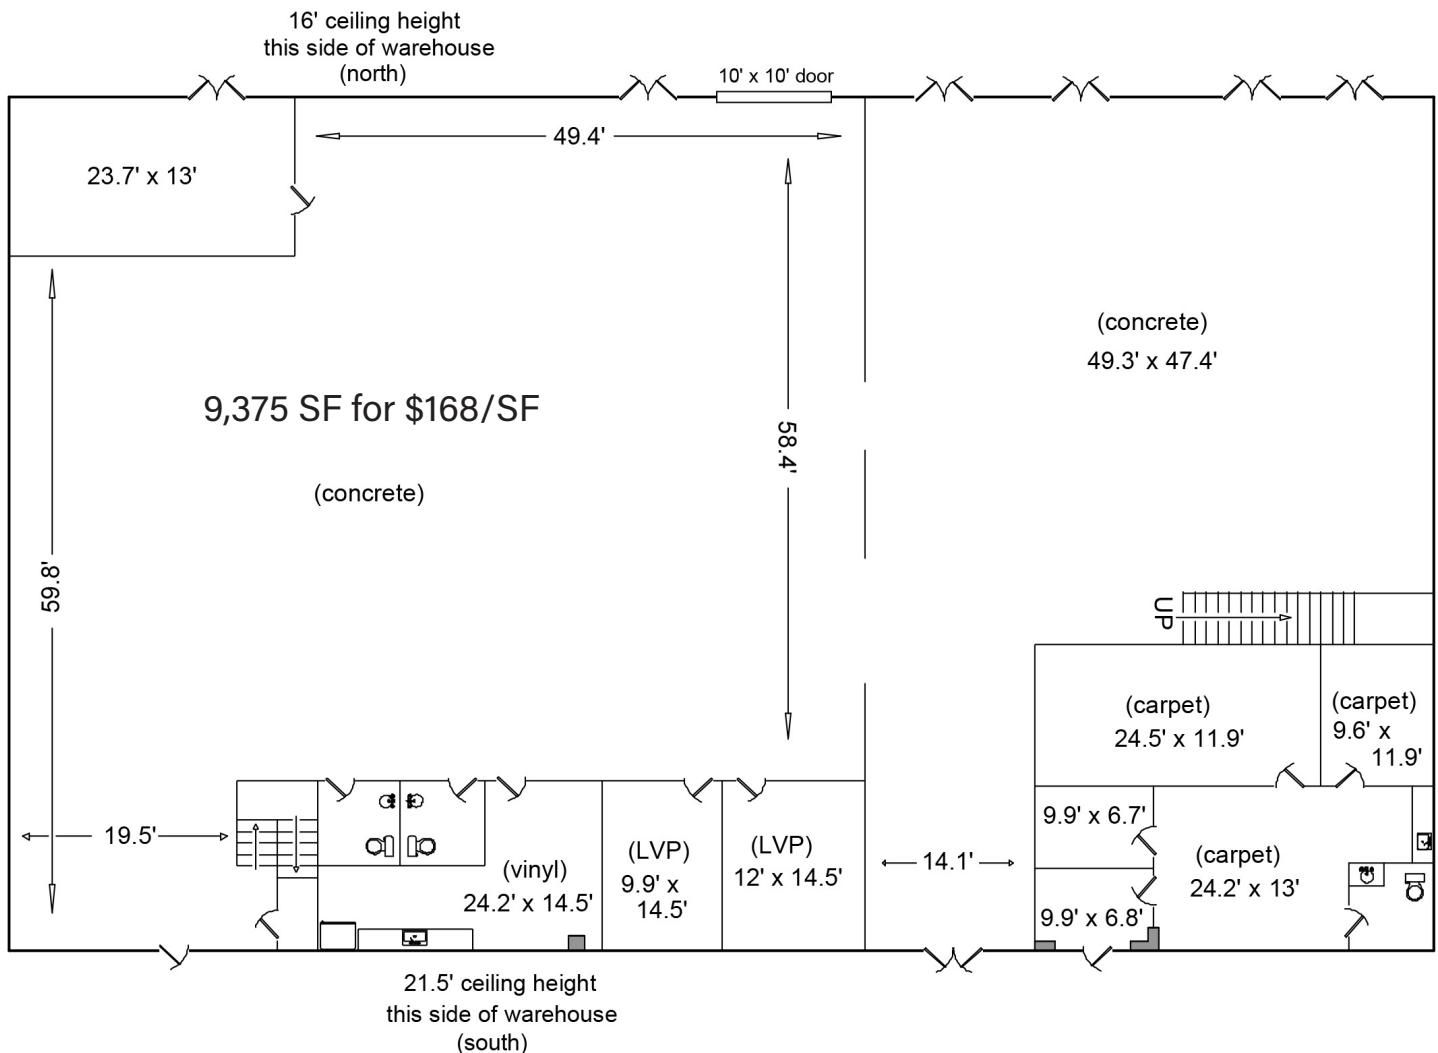 16' ceiling height
this side of warehouse
(north)
10' x 10' door
49.4'
23.7' x 13'
(concrete)
49.3' x 47.4'
9,375 SF for $168/SF
58.4'
(concrete)
59.8'
UP
(carpet)
24.5' x 11.9'
(carpet)
9.6' x
11.9'
19.5'
(vinyl)
24.2' x 14.5'
(LVP)
9.9' x
14.5'
(LVP)
12' x 14.5'
14.1'
9.9' x 6.7'
(carpet)
24.2' x 13'
9.9' x 6.8'
21.5' ceiling height
this side of warehouse
(south)